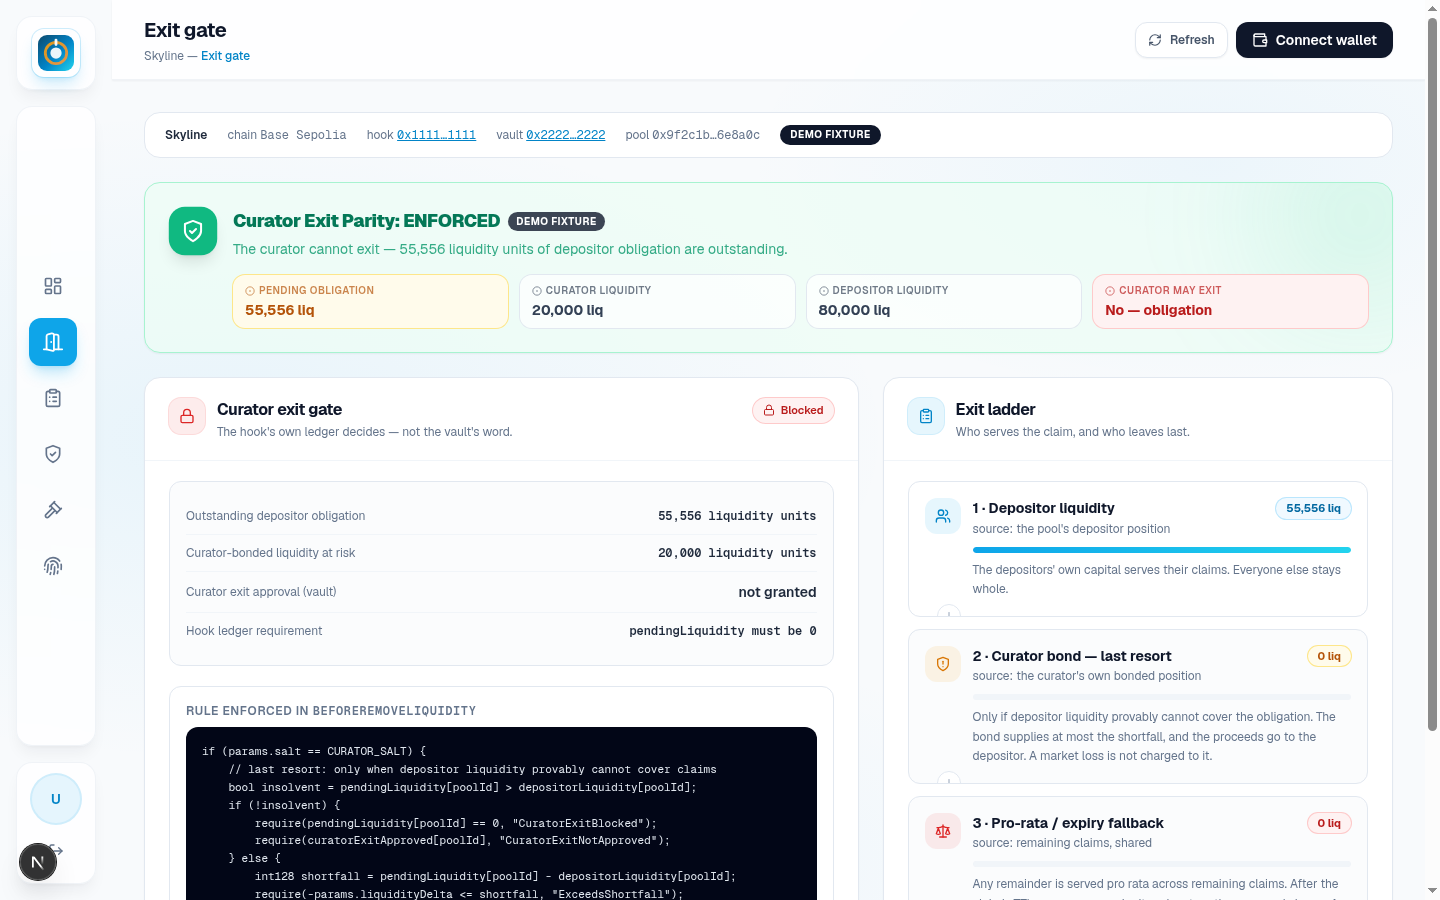 Exit gate
Skyline — Exit gate
Refresh
Connect wallet
Skyline chain Base Sepolia hook 0x1111…1111 vault 0x2222…2222 pool 0x9f2c1b…6e8a0c DEMO FIXTURE
Curator Exit Parity: ENFORCED DEMO FIXTURE
The curator cannot exit — 55,556 liquidity units of depositor obligation are outstanding.
PENDING OBLIGATION
55,556 liq
CURATOR LIQUIDITY
20,000 liq
DEPOSITOR LIQUIDITY
80,000 liq
CURATOR MAY EXIT
No — obligation
Curator exit gate
The hook's own ledger decides — not the vault's word.
Blocked
Outstanding depositor obligation 55,556 liquidity units
Curator-bonded liquidity at risk 20,000 liquidity units
Curator exit approval (vault) not granted
Hook ledger requirement pendingLiquidity must be 0
RULE ENFORCED IN BEFOREREMOVELIQUIDITY
if (params.salt == CURATOR_SALT) {
// last resort: only when depositor liquidity provably cannot cover claims
bool insolvent = pendingLiquidity[poolId] > depositorLiquidity[poolId];
if (!insolvent) {
require(pendingLiquidity[poolId] == 0, "CuratorExitBlocked");
require(curatorExitApproved[poolId], "CuratorExitNotApproved");
} else {
int128 shortfall = pendingLiquidity[poolId] - depositorLiquidity[poolId];
require(-params.liquidityDelta <= shortfall, "ExceedsShortfall");
Exit ladder
Who serves the claim, and who leaves last.
1 · Depositor liquidity
55,556 liq
source: the pool's depositor position
The depositors' own capital serves their claims. Everyone else stays
whole.
2 · Curator bond — last resort
0 liq
source: the curator's own bonded position
Only if depositor liquidity provably cannot cover the obligation. The
bond supplies at most the shortfall, and the proceeds go to the
depositor. A market loss is not charged to it.
3 · Pro-rata / expiry fallback
0 liq
source: remaining claims, shared
Any remainder is served pro rata across remaining claims. After the
U
N